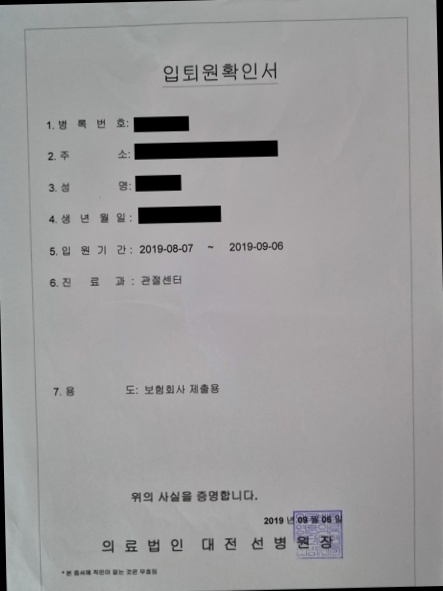 입퇴원확인서
1. 병 록 번 호:
2. 주 소:
3. 성 명:
4. 생 년 월 일 :
5. 입 원 기 간 : 2019-08-07 ~ 2019-09-06
6. 진 료 과 : 관절센터
7. 용 도: 보험회사 제출용
위의 사실을 증명합니다.
2019 년 09 월 06 일
의 료 법 인 대 전 선 병 원 장
* 본 증서에 직인이 없는 것은 무효임